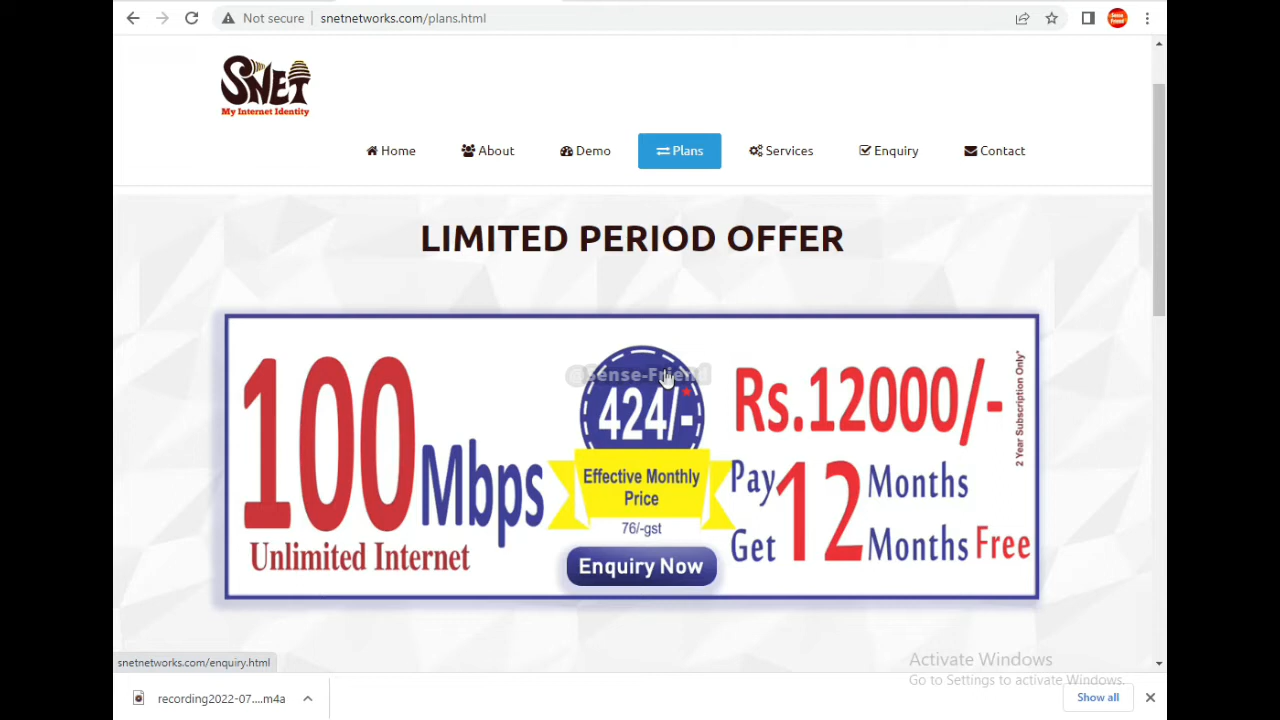 Not secure
snetnetworks.com/plans.html
SNET
My Internet Identity
Home
About
Demo
Plans
Services
Enquiry
Contact
LIMITED PERIOD OFFER
100 Mbps
Unlimited Internet
@Sense-Friend
424/-
Effective Monthly
Price
76/-gst
Enquiry Now
Rs.12000/-
2 Year Subscription Only*
Pay 12 Months
Get 12 Months Free
snetnetworks.com/enquiry.html
Activate Windows
Go to Settings to activate Windows.
recording2022-07....m4a
Show all